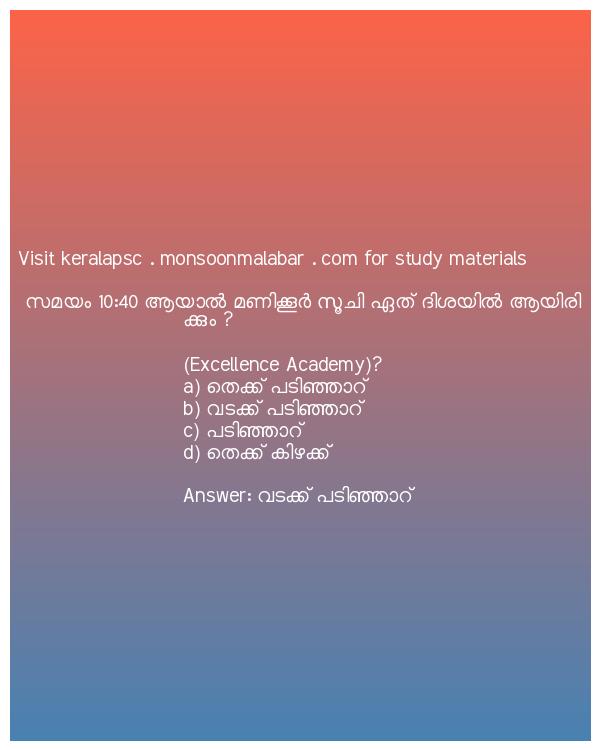 Visit keralapsc . monsoonmalabar . com for study materials
സമയം 10:40 ആയാൽ മണിക്കൂർ സൂചി ഏത് ദിശയിൽ ആയിരി
ക്കും ?
(Excellence Academy)?
a) തെക്ക് പടിഞ്ഞാറ്
b) വടക്ക് പടിഞ്ഞാറ്
c) പടിഞ്ഞാറ്
d) തെക്ക് കിഴക്ക്
Answer: വടക്ക് പടിഞ്ഞാറ്